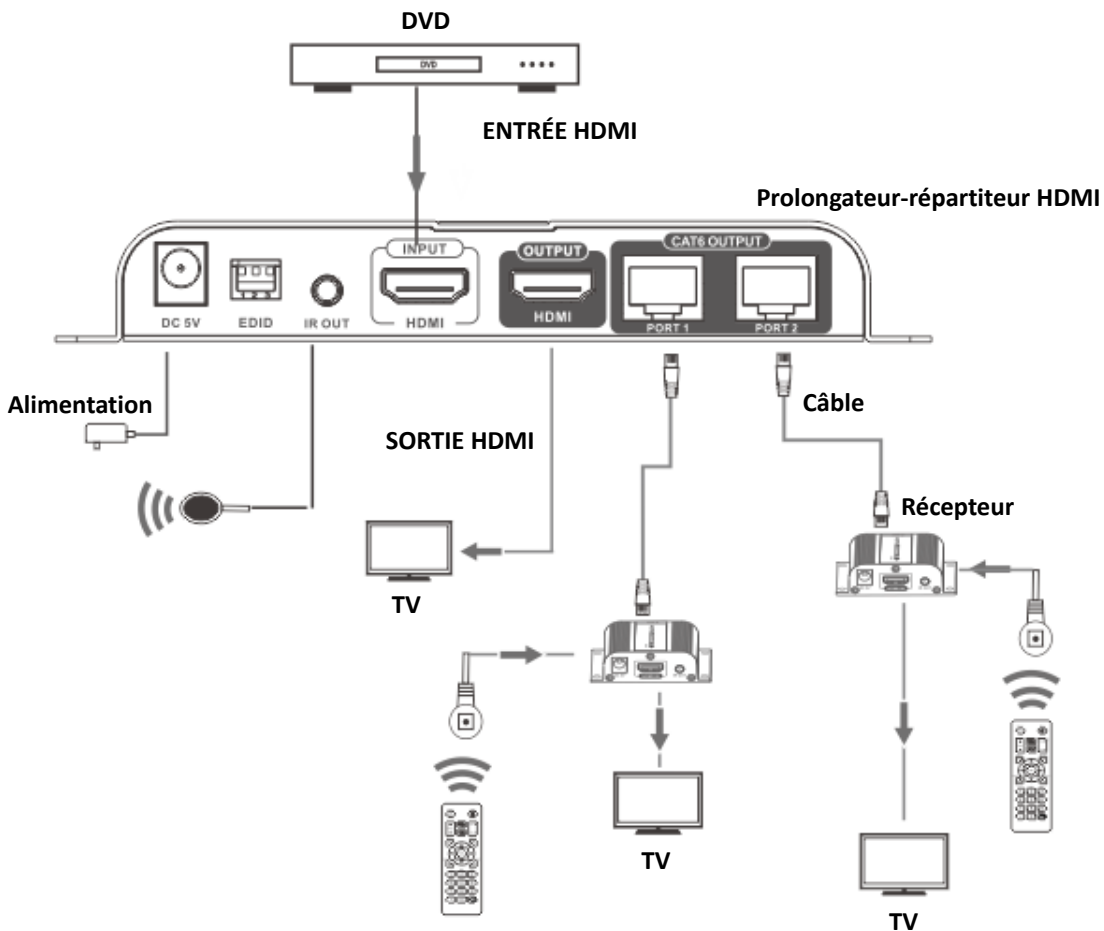 DVD
DVD
ENTRÉE HDMI
Prolongateur-répartiteur HDMI
INPUT
OUTPUT
CAT6 OUTPUT
DC 5V
EDID
IR OUT
HDMI
HDMI
PORT 1
PORT 2
Alimentation
SORTIE HDMI
Câble
Récepteur
TV
TV
TV